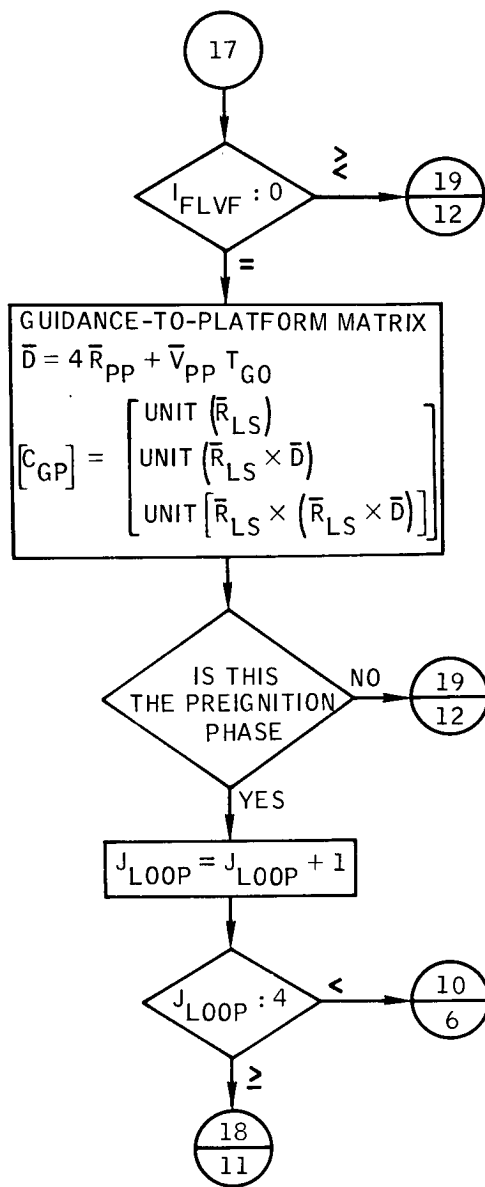 17
I_FLVF : 0
>
<
19
12
=
GUIDANCE-TO-PLATFORM MATRIX
D̄ = 4 R̄_PP + V̄_PP T_GO
[C_GP] = [UNIT (R̄_LS)
UNIT (R̄_LS × D̄)
UNIT [R̄_LS × (R̄_LS × D̄)]]
IS THIS
THE PREIGNITION
PHASE
NO
19
12
YES
J_LOOP = J_LOOP + 1
J_LOOP : 4
<
10
6
≥
18
11